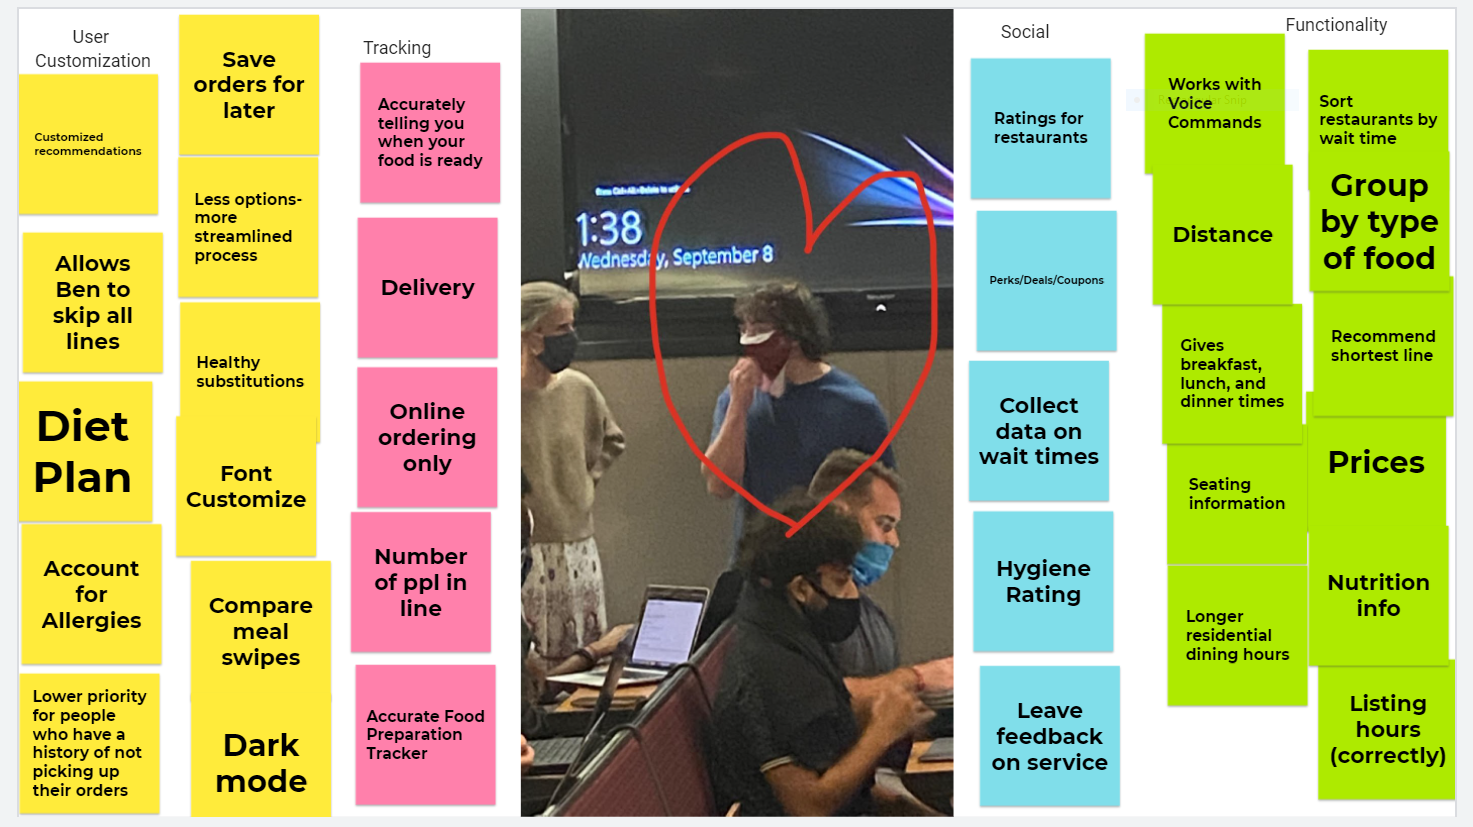 User
Customization
Customized
recommendations
Allows
Ben to
skip all
lines
Diet
Plan
Account
for
Allergies
Lower priority
for people
who have a
history of not
picking up
their orders
Save
orders for
later
Less options-
more
streamlined
process
Healthy
substitutions
Font
Customize
Compare
meal
swipes
Dark
mode
Tracking
Accurately
telling you
when your
food is ready
Delivery
Online
ordering
only
Number
of ppl in
line
Accurate Food
Preparation
Tracker
1:38
Wednesday, September 8
Social
Ratings for
restaurants
Perks/Deals/Coupons
Collect
data on
wait times
Hygiene
Rating
Leave
feedback
on service
Functionality
Works with
Voice
Commands
Distance
Gives
breakfast,
lunch, and
dinner times
Seating
information
Longer
residential
dining hours
Sort
restaurants by
wait time
Group
by type
of food
Recommend
shortest line
Prices
Nutrition
info
Listing
hours
(correctly)